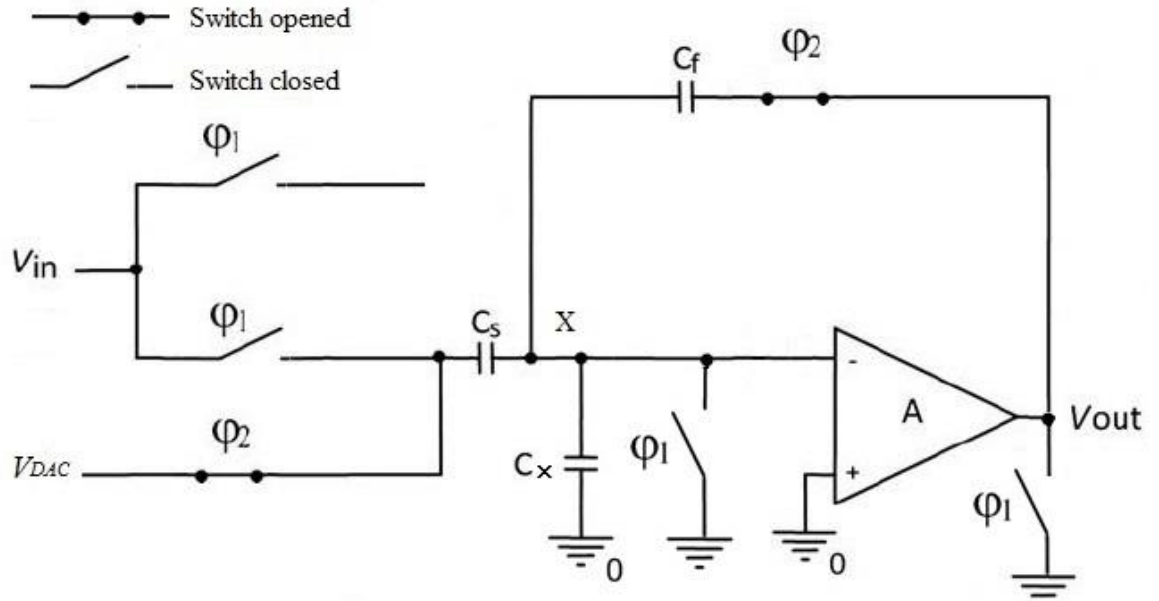 Switch opened
Switch closed
φ1
Cf
φ2
Vin
φ1
Cs
X
-
A
Vout
φ2
VDAC
Cx
φ1
+
φ1
0
0